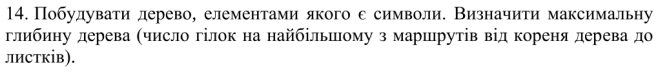 14. Побудувати дерево, елементами якого є символи. Визначити максимальну
глибину дерева (число гілок на найбільшому з маршрутів від кореня дерева до
листків).